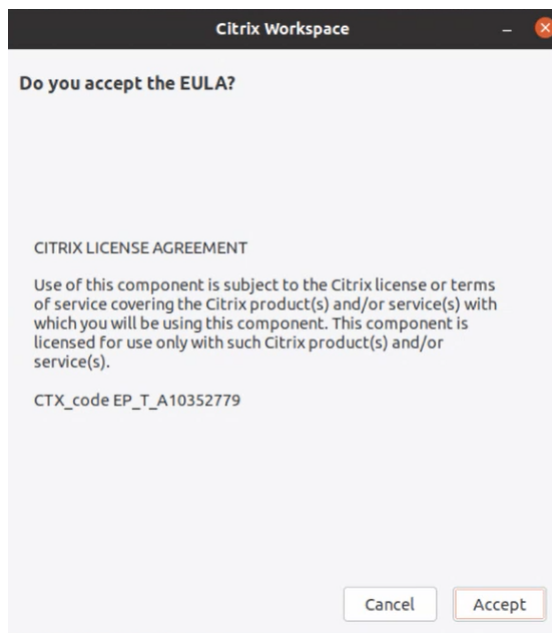 Citrix Workspace
Do you accept the EULA?
CITRIX LICENSE AGREEMENT
Use of this component is subject to the Citrix license or terms
of service covering the Citrix product(s) and/or service(s) with
which you will be using this component. This component is
licensed for use only with such Citrix product(s) and/or
service(s).
CTX_code EP_T_A10352779
Cancel Accept